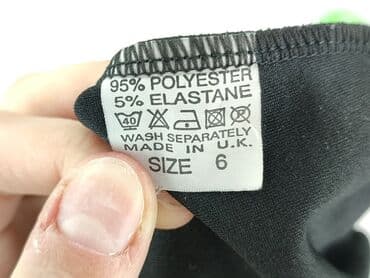 95% POLYESTER
5% ELASTANE
40
WASH SEPARATELY
MADE IN U.K.
SIZE 6